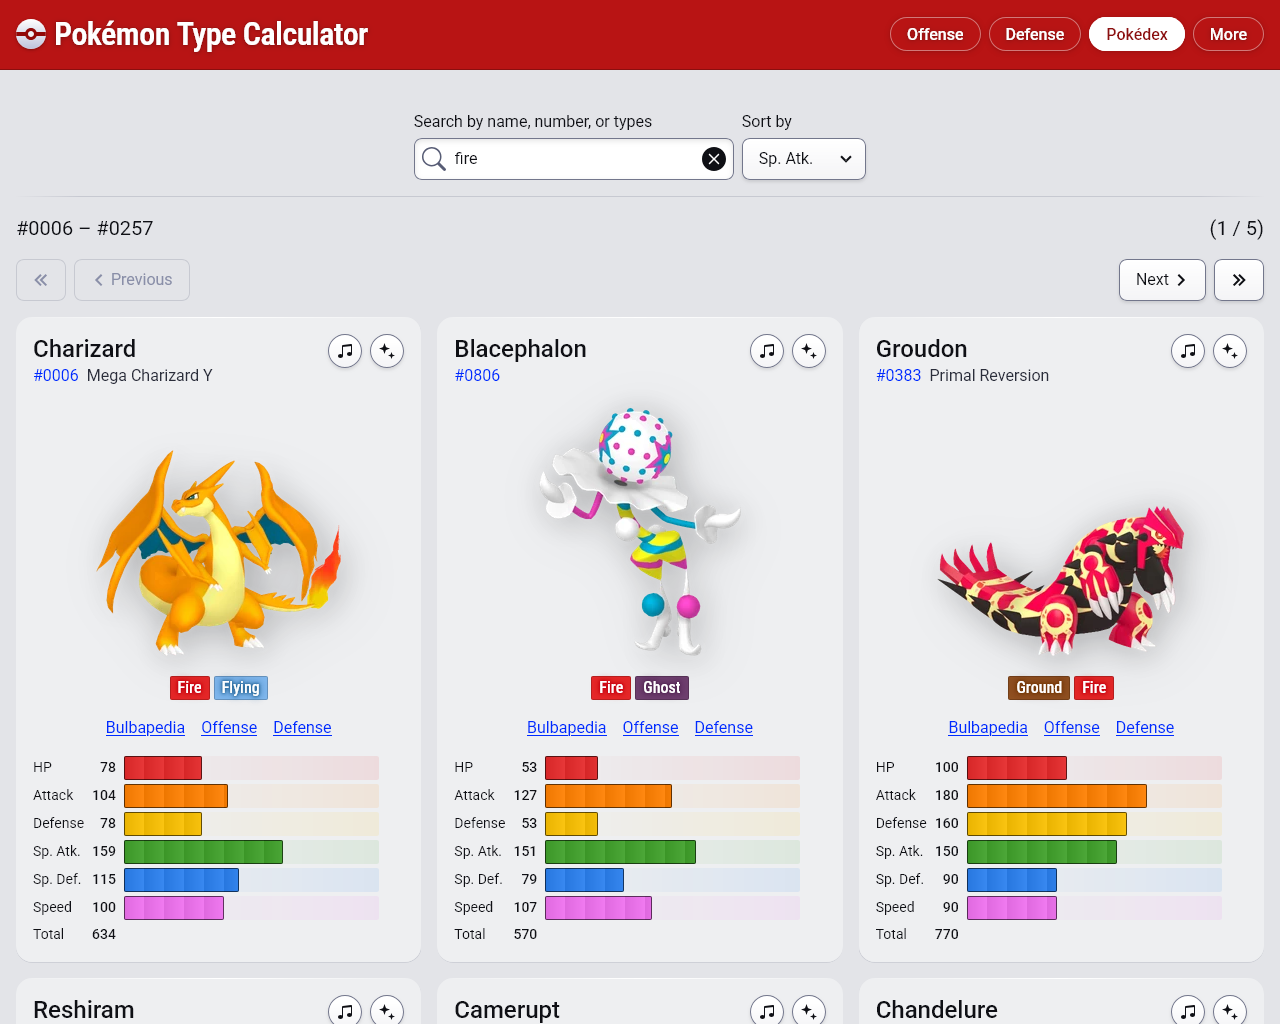 Pokémon Type Calculator
Offense
Defense
Pokédex
More
Search by name, number, or types
Sort by
fire
Sp. Atk.
#0006 – #0257
(1 / 5)
Previous
Next
Charizard
#0006 Mega Charizard Y
Fire Flying
Bulbapedia Offense Defense
HP 78
Attack 104
Defense 78
Sp. Atk. 159
Sp. Def. 115
Speed 100
Total 634
Blacephalon
#0806
Fire Ghost
Bulbapedia Offense Defense
HP 53
Attack 127
Defense 53
Sp. Atk. 151
Sp. Def. 79
Speed 107
Total 570
Groudon
#0383 Primal Reversion
Ground Fire
Bulbapedia Offense Defense
HP 100
Attack 180
Defense 160
Sp. Atk. 150
Sp. Def. 90
Speed 90
Total 770
Reshiram
Camerupt
Chandelure